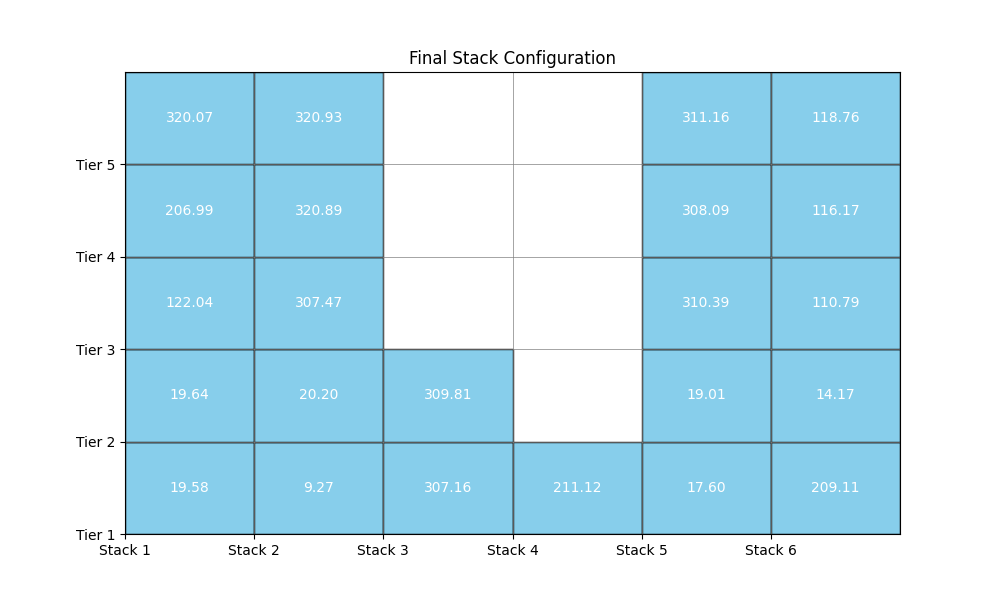 Final Stack Configuration
320.07 320.93 311.16 118.76
Tier 5
206.99 320.89 308.09 116.17
Tier 4
122.04 307.47 310.39 110.79
Tier 3
19.64 20.20 309.81 19.01 14.17
Tier 2
19.58 9.27 307.16 211.12 17.60 209.11
Tier 1
Stack 1 Stack 2 Stack 3 Stack 4 Stack 5 Stack 6